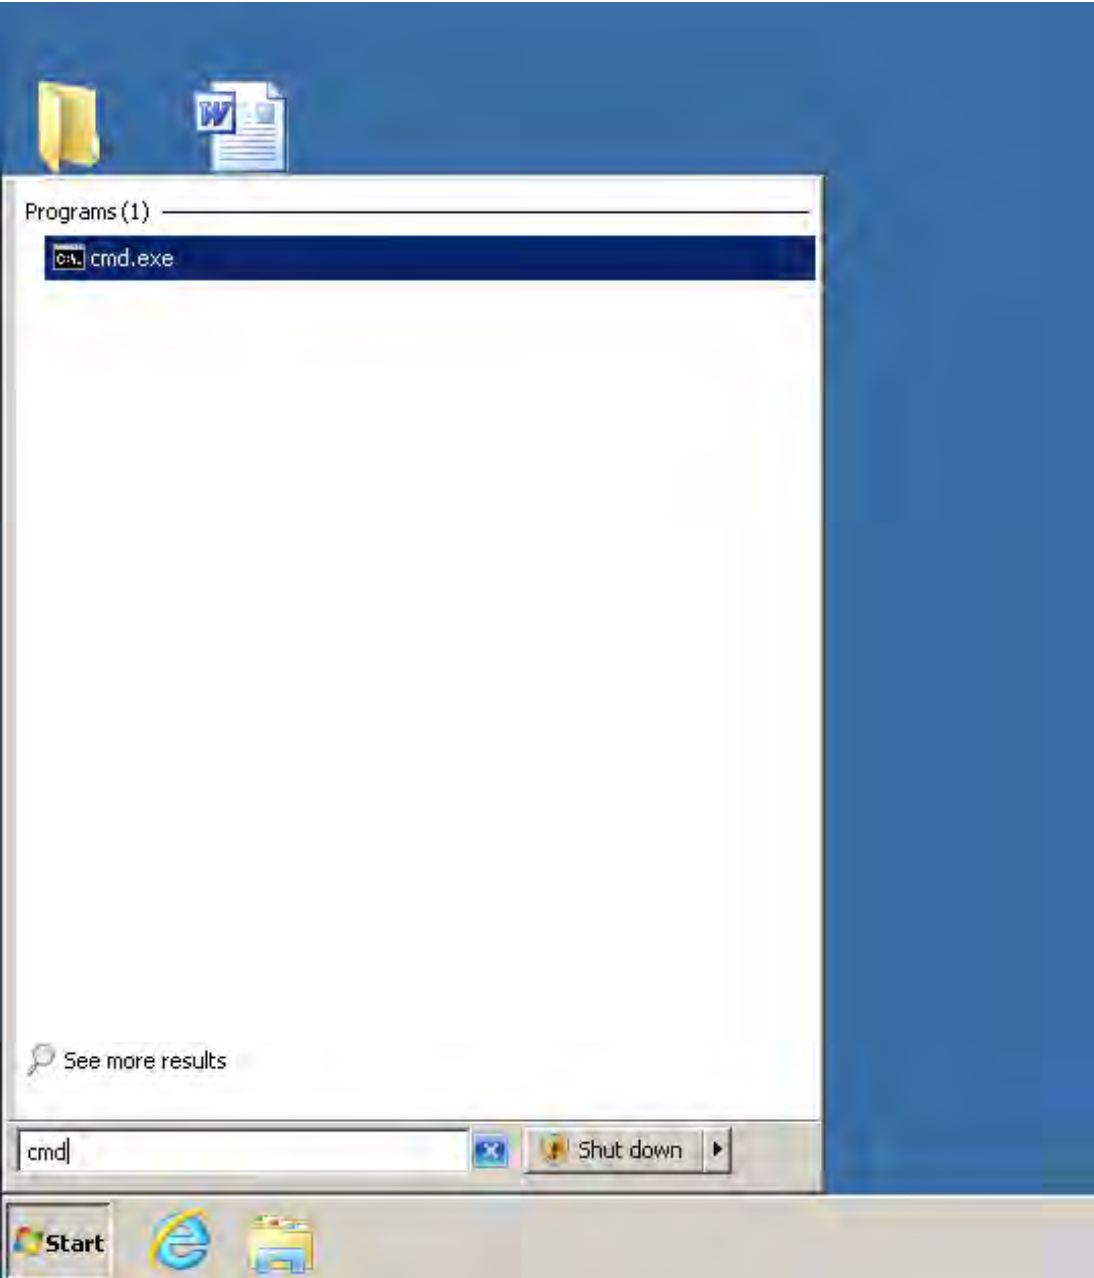 W
Programs (1)
C:\. cmd.exe
See more results
cmd
Shut down
Start